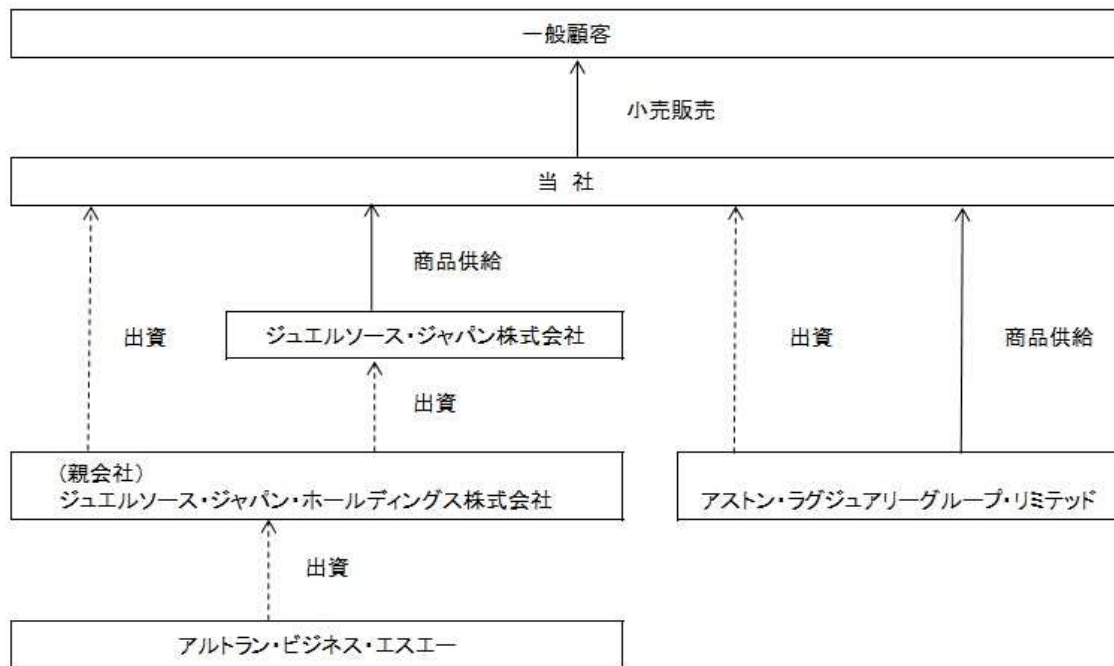 一般顧客
小売販売
当 社
商品供給
出資
ジュエルソース・ジャパン株式会社
出資
商品供給
出資
(親会社)
ジュエルソース・ジャパン・ホールディングス株式会社
アストン・ラグジュアリーグループ・リミテッド
出資
アルトラン・ビジネス・エスエー